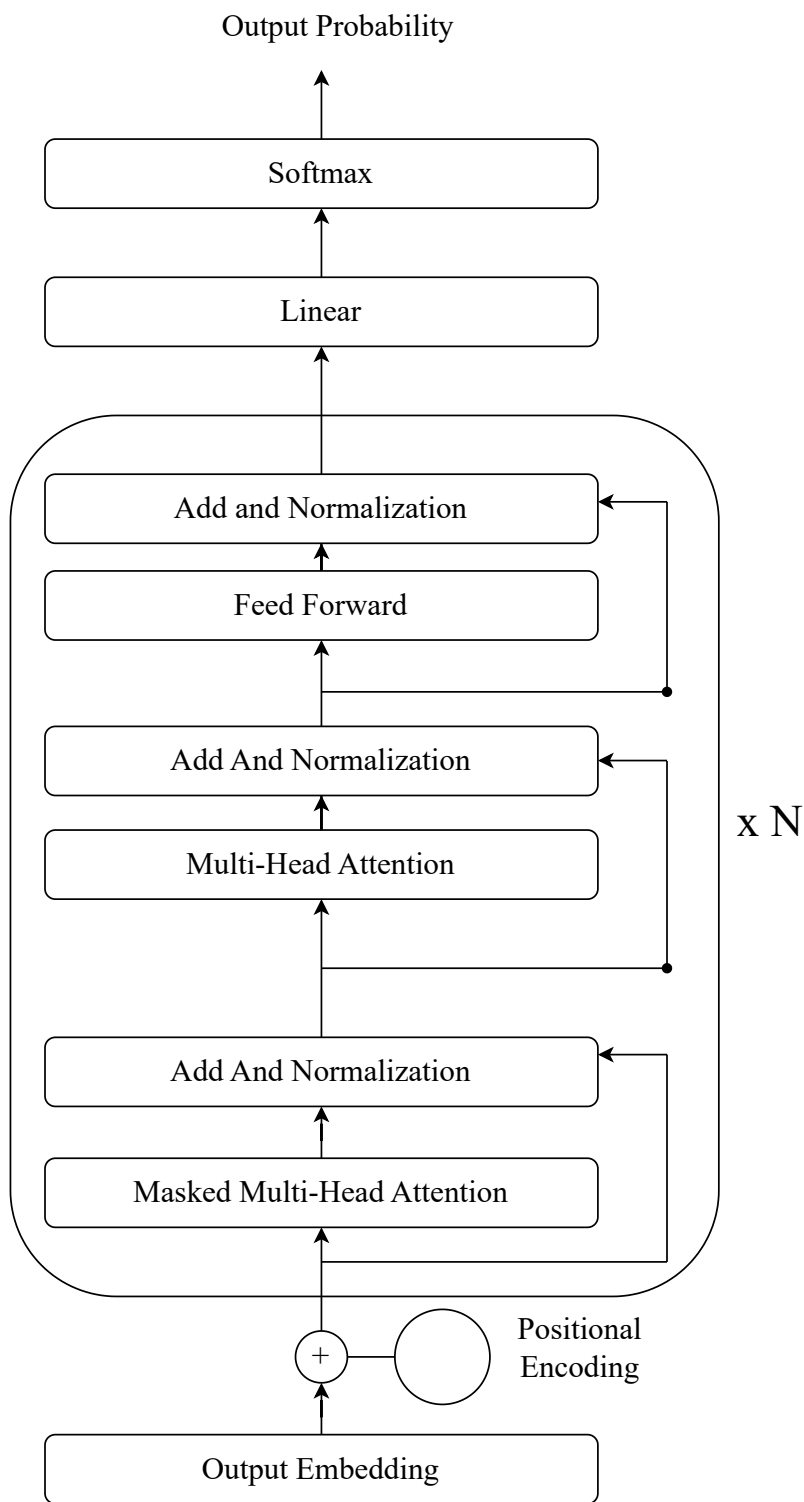 Output Probability
Softmax
Linear
Add and Normalization
Feed Forward
Add And Normalization
Multi-Head Attention
x N
Add And Normalization
Masked Multi-Head Attention
+
Positional
Encoding
Output Embedding